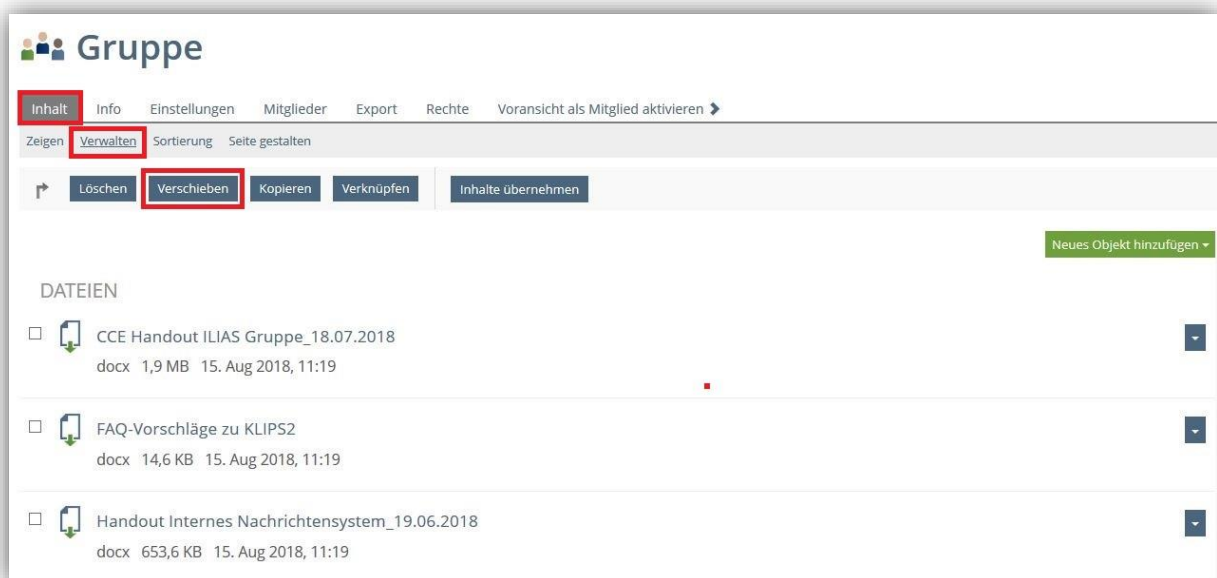 Gruppe
Inhalt Info Einstellungen Mitglieder Export Rechte Voransicht als Mitglied aktivieren
Zeigen Verwalten Sortierung Seite gestalten
Löschen Verschieben Kopieren Verknüpfen Inhalte übernehmen
Neues Objekt hinzufügen
DATEIEN
CCE Handout ILIAS Gruppe_18.07.2018
docx 1,9 MB 15. Aug 2018, 11:19
FAQ-Vorschläge zu KLIPS2
docx 14,6 KB 15. Aug 2018, 11:19
Handout Internes Nachrichtensystem_19.06.2018
docx 653,6 KB 15. Aug 2018, 11:19